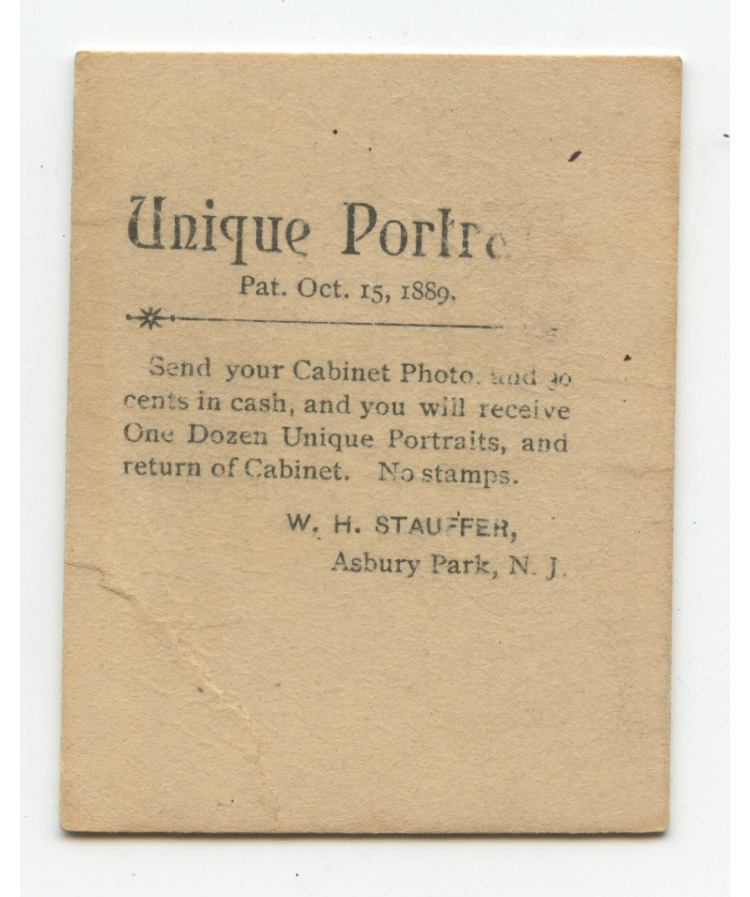 Unique
Pat. Oct. 15, 1889.
Send your Cabinet Photo, and
cents in cash, and you will receive
One Dozen Unique Portraits, and
return of Cabinet. No stamps.
W. H. STAUFFER,
Asbury Park, N. J.